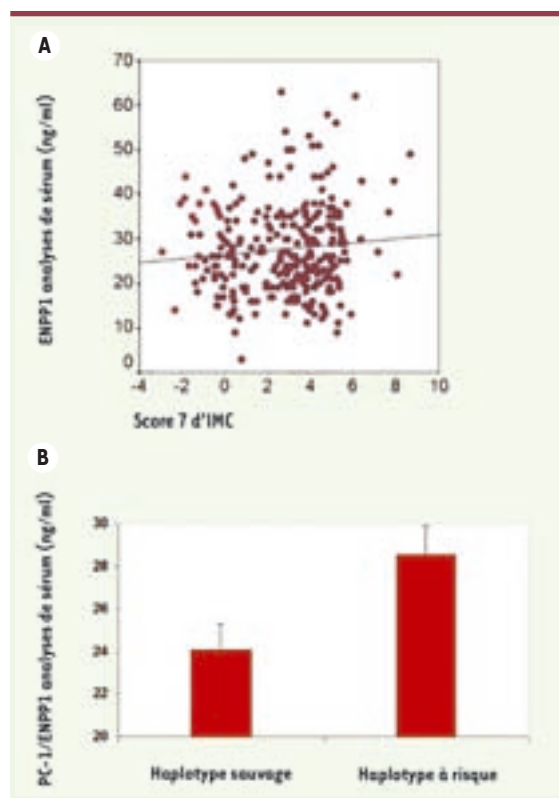 A
ENPP1 analyses de sérum (ng/ml)
70
60
50
40
30
20
10
0
-4 -2 0 2 4 6 8 10
Score 7 d'IMC
B
PC-1/ENPP1 analyses de sérum (ng/ml)
30
28
26
24
22
20
Haplotype sauvage Haplotype à risque